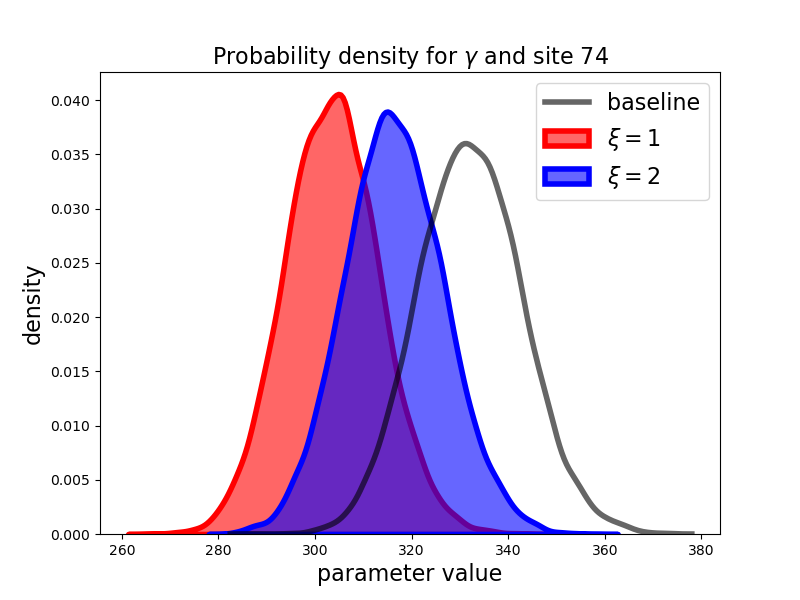 Probability density for γ and site 74
baseline
ξ = 1
ξ = 2
density
0.040
0.035
0.030
0.025
0.020
0.015
0.010
0.005
0.000
260 280 300 320 340 360 380
parameter value